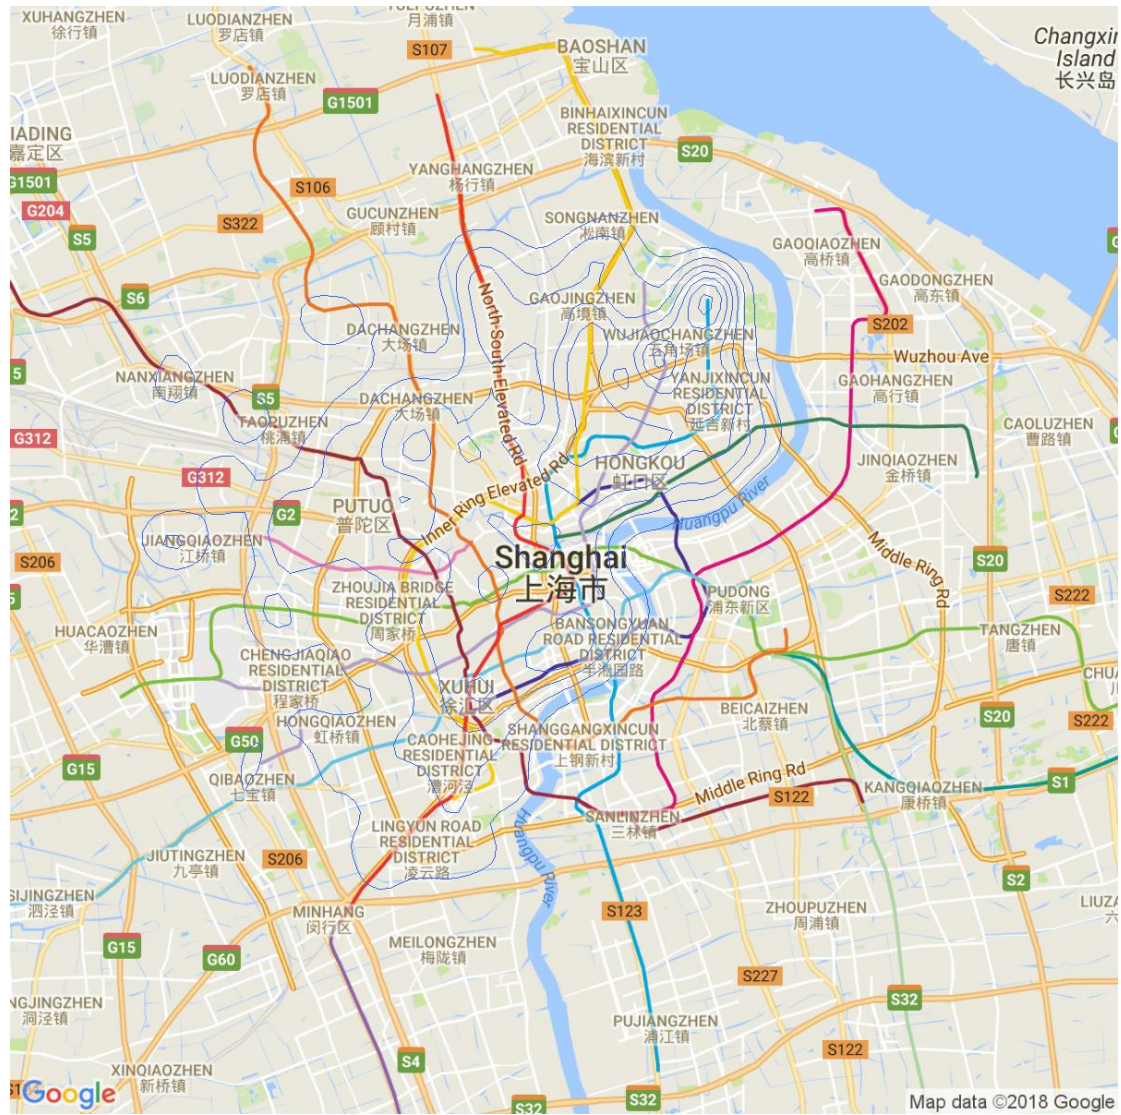 XUHANGZHEN
徐行镇
LUODIANZHEN
罗店镇
月浦镇
S107
BAOSHAN
宝山区
Changxin
Island
长兴岛
LUODIANZHEN
罗店镇
G1501
BINHAIXINCUN
RESIDENTIAL
DISTRICT
海滨新村
IADING
嘉定区
G1501
S20
YANGHANGZHEN
杨行镇
S106
G204
S322
GUCUNZHEN
顾村镇
SONGNANZHEN
淞南镇
S5
GAOQIAOZHEN
高桥镇
GAODONGZHEN
高东镇
S6
North-South Elevated Rd
GAOJINGZHEN
高境镇
DACHANGZHEN
大场镇
WUJIAOCHANGZHEN
五角场镇
S202
Wuzhou Ave
5
NANXIANGZHEN
南翔镇
S5
DACHANGZHEN
大场镇
YANJIXINCUN
RESIDENTIAL
DISTRICT
延吉新村
GAOHANGZHEN
高行镇
TAOPUZHEN
桃浦镇
CAOLUZHEN
曹路镇
G312
G312
HONGKOU
虹口区
JINQIAOZHEN
金桥镇
Inner Ring Elevated Rd
PUTUO
普陀区
G2
2
Huangpu River
JIANGQIAOZHEN
江桥镇
Shanghai
上海市
Middle Ring Rd
S206
S20
ZHOUJIA BRIDGE
RESIDENTIAL
DISTRICT
周家桥
PUDONG
浦东新区
S222
5
HUACAOZHEN
华漕镇
BANSONGYUAN
ROAD RESIDENTIAL
DISTRICT
半淞园路
TANGZHEN
唐镇
CHENGJIAQIAO
RESIDENTIAL
DISTRICT
程家桥
XUHUI
徐汇区
CHUA
BEICAIZHEN
北蔡镇
S20
S222
HONGQIAOZHEN
虹桥镇
SHANGGANGXINCUN
RESIDENTIAL DISTRICT
上钢新村
G50
CAOHEJING
RESIDENTIAL
DISTRICT
漕河泾
G15
QIBAOZHEN
七宝镇
Middle Ring Rd
S122
KANGQIAOZHEN
康桥镇
S1
SANLINZHEN
三林镇
LINGYUN ROAD
RESIDENTIAL
DISTRICT
凌云路
Huangpu River
JIUTINGZHEN
九亭镇
S206
S2
SIJINGZHEN
泗泾镇
MINHANG
闵行区
S123
ZHOUPUZHEN
周浦镇
LIUZA
六
G15
G60
MEILONGZHEN
梅陇镇
S227
S32
NGJINGZHEN
洞泾镇
PUJIANGZHEN
浦江镇
S122
S4
XINQIAOZHEN
新桥镇
Google
S32
S32
Map data ©2018 Google